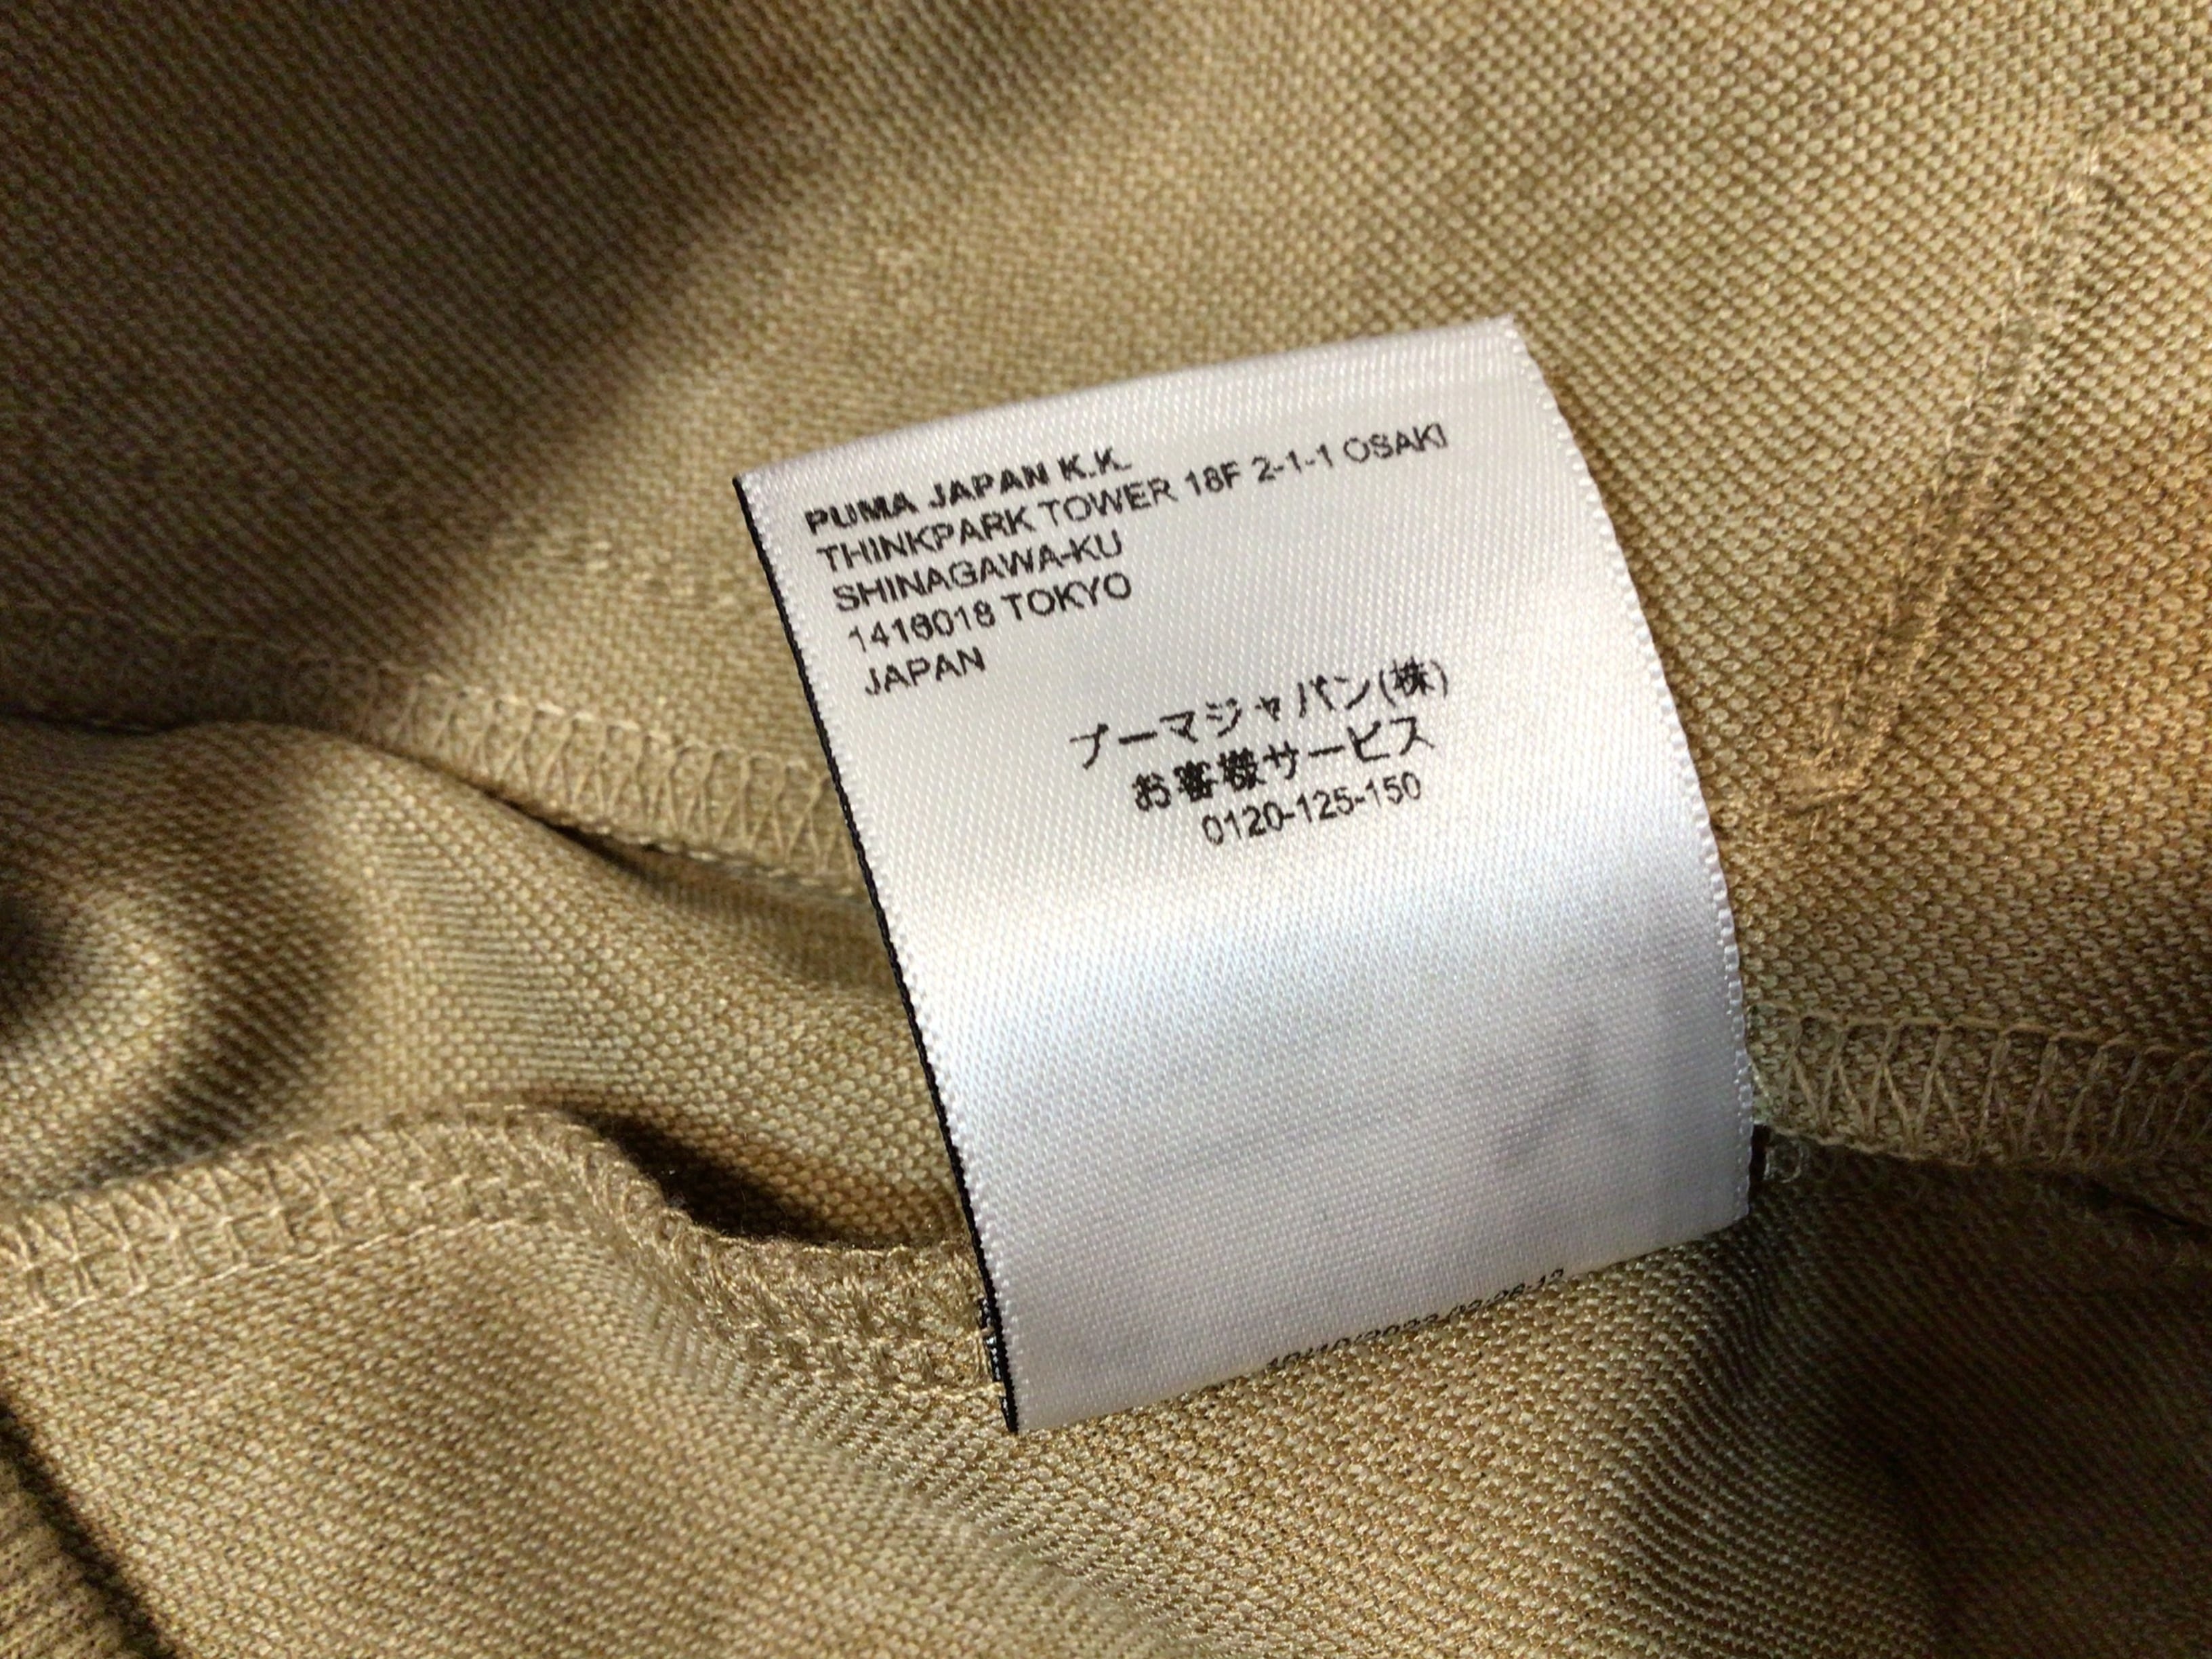 PUMA JAPAN K.K.
THINKPARK TOWER 18F 2-1-1 OSAKI
SHINAGAWA-KU
1416018 TOKYO
JAPAN
プーマジャパン(株)
お客様サービス
0120-125-150